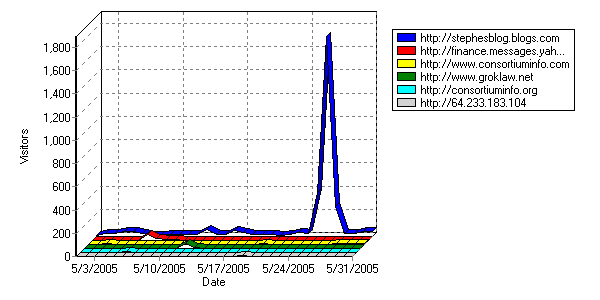 1,800
1,600
1,400
1,200
1,000
800
600
400
200
0
Visitors
5/3/2005
5/10/2005
5/17/2005
5/24/2005
5/31/2005
Date
http://stephesblog.blogs.com
http://finance.messages.yah...
http://www.consortiuminfo.com
http://www.groklaw.net
http://consortiuminfo.org
http://64.233.183.104